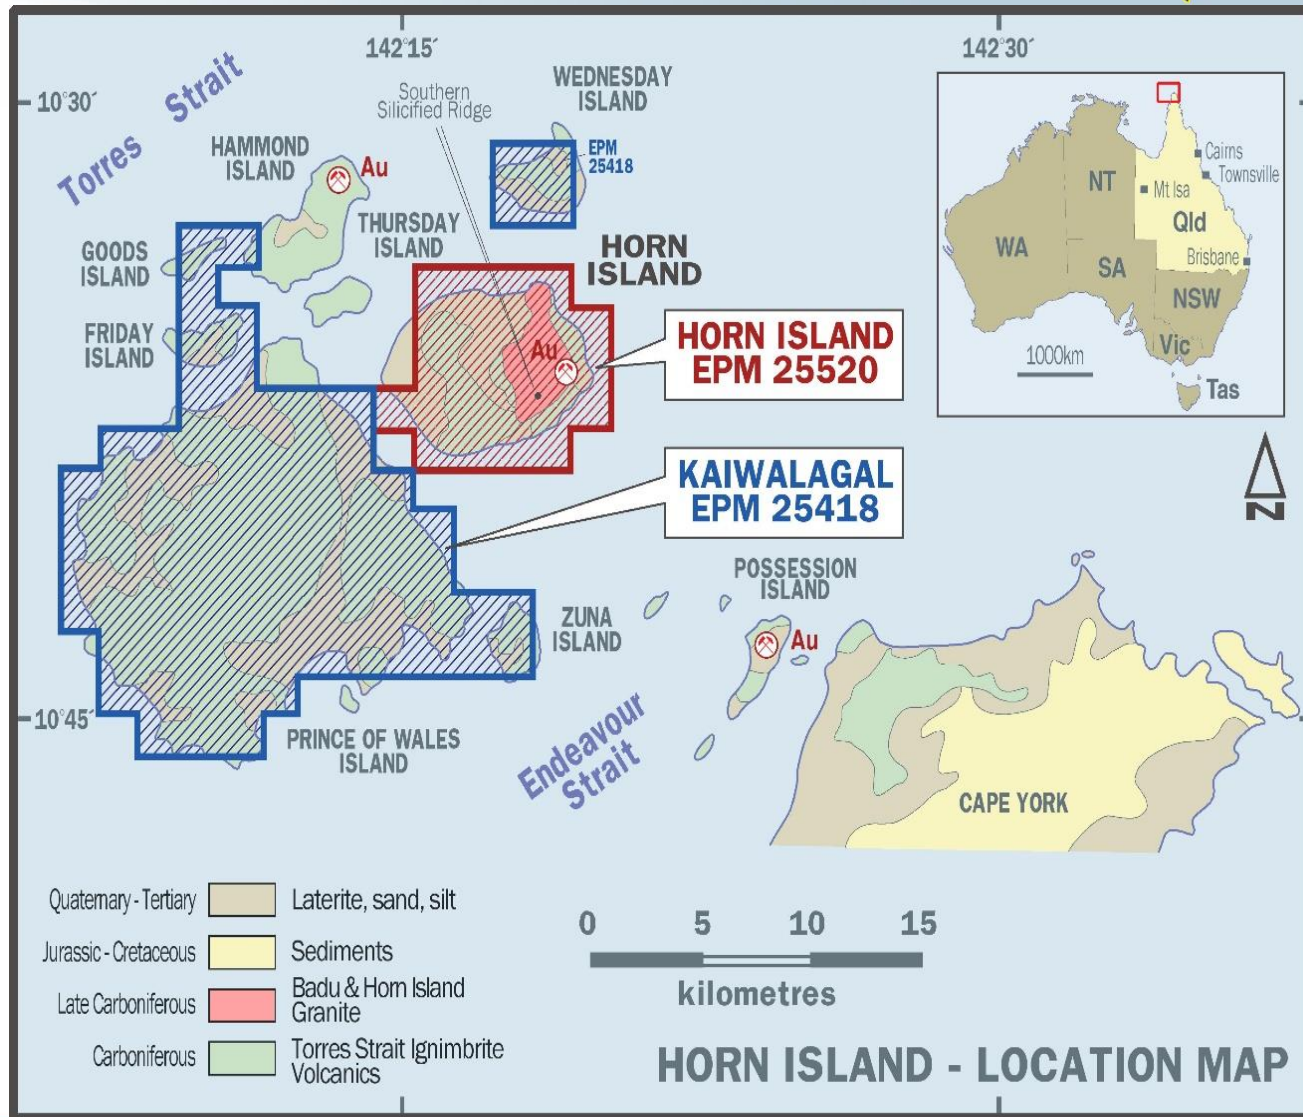 142°15´
142°30´
10°30´
10°45´
Torres Strait
Southern
Silicified Ridge
WEDNESDAY
ISLAND
EPM
25418
HAMMOND
ISLAND
Au
THURSDAY
ISLAND
GOODS
ISLAND
FRIDAY
ISLAND
HORN
ISLAND
Au
HORN ISLAND
EPM 25520
KAIWALAGAL
EPM 25418
NT
WA
SA
Qld
NSW
Vic
Tas
Cairns
Townsville
Mt Isa
Brisbane
1000km
N
POSSESSION
ISLAND
Au
ZUNA
ISLAND
PRINCE OF WALES
ISLAND
Endeavour
Strait
CAPE YORK
Quaternary - Tertiary Laterite, sand, silt
Jurassic - Cretaceous Sediments
Late Carboniferous Badu & Horn Island
Granite
Carboniferous Torres Strait Ignimbrite
Volcanics
0 5 10 15
kilometres
HORN ISLAND - LOCATION MAP